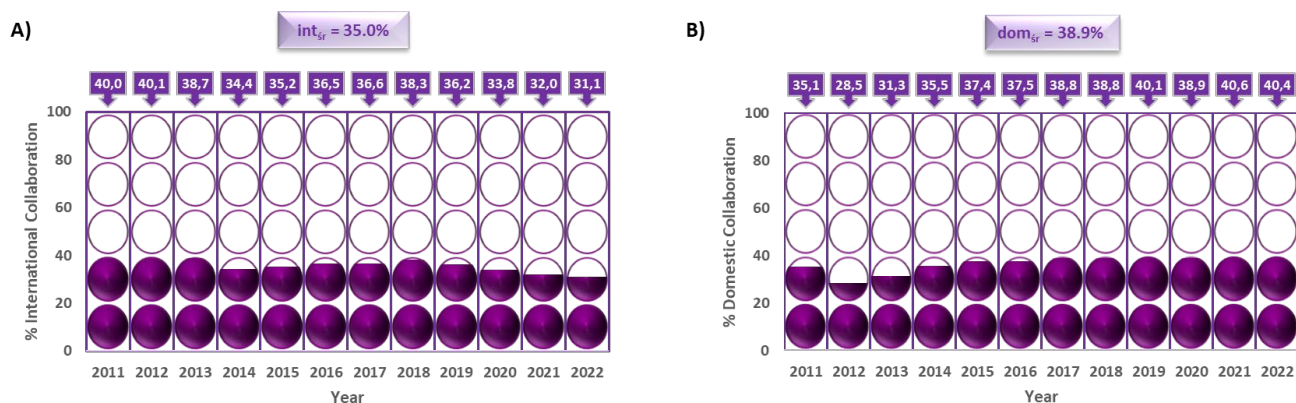 A)
int_śr = 35.0%
40,0 40,1 38,7 34,4 35,2 36,5 36,6 38,3 36,2 33,8 32,0 31,1
% International Collaboration
100
80
60
40
20
0
2011 2012 2013 2014 2015 2016 2017 2018 2019 2020 2021 2022
Year
B)
dom_śr = 38.9%
35,1 28,5 31,3 35,5 37,4 37,5 38,8 38,8 40,1 38,9 40,6 40,4
% Domestic Collaboration
100
80
60
40
20
0
2011 2012 2013 2014 2015 2016 2017 2018 2019 2020 2021 2022
Year